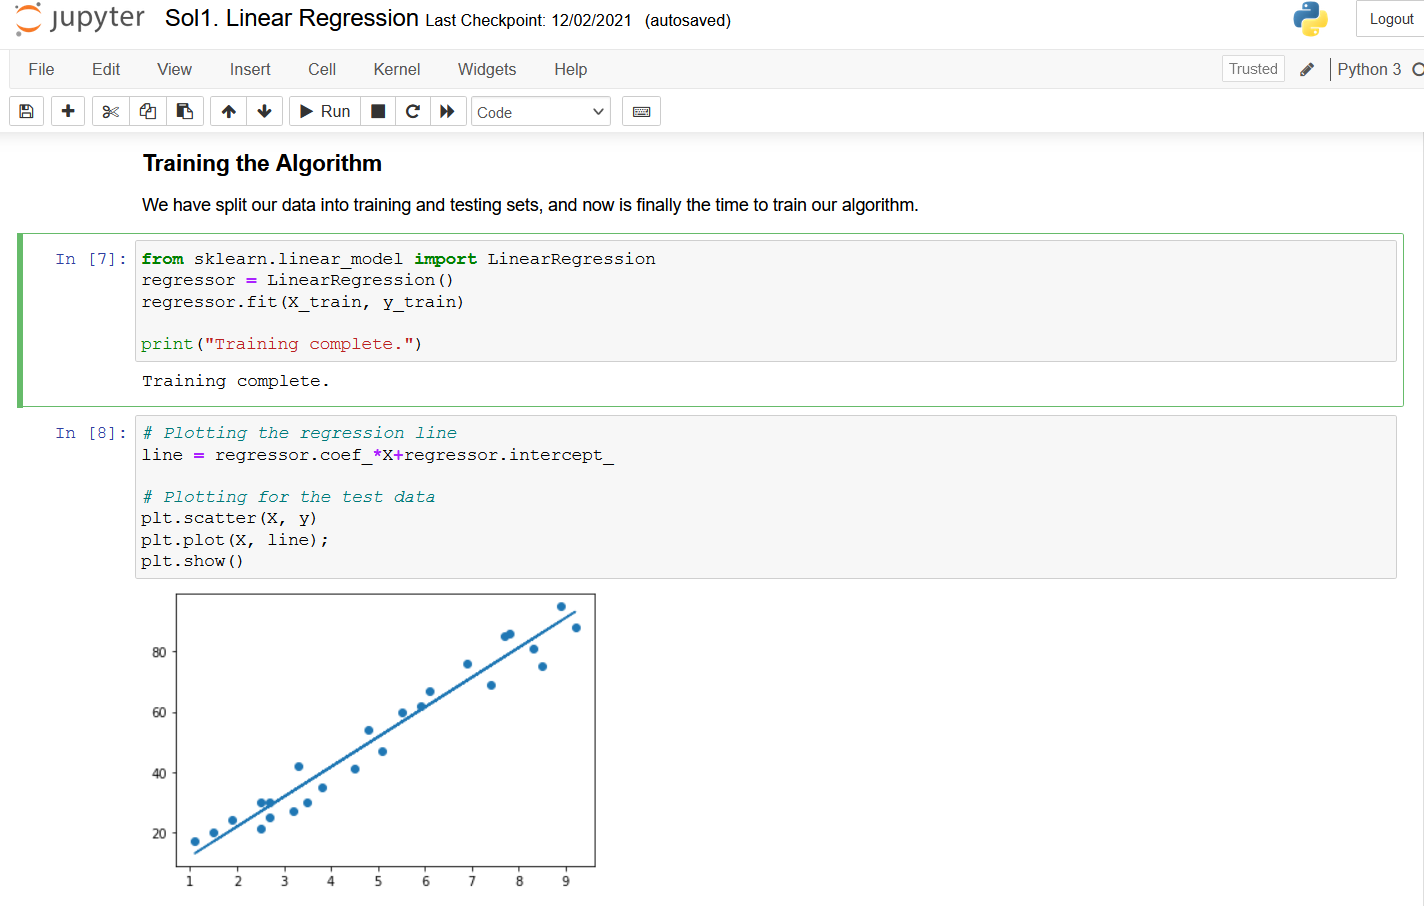 jupyter Sol1. Linear Regression Last Checkpoint: 12/02/2021 (autosaved) Logout
File Edit View Insert Cell Kernel Widgets Help Trusted Python 3
Run Code
Training the Algorithm
We have split our data into training and testing sets, and now is finally the time to train our algorithm.
In [7]: from sklearn.linear_model import LinearRegression
regressor = LinearRegression()
regressor.fit(X_train, y_train)
print("Training complete.")
Training complete.
In [8]: # Plotting the regression line
line = regressor.coef_*X+regressor.intercept_
# Plotting for the test data
plt.scatter(X, y)
plt.plot(X, line);
plt.show()
80
60
40
20
1 2 3 4 5 6 7 8 9